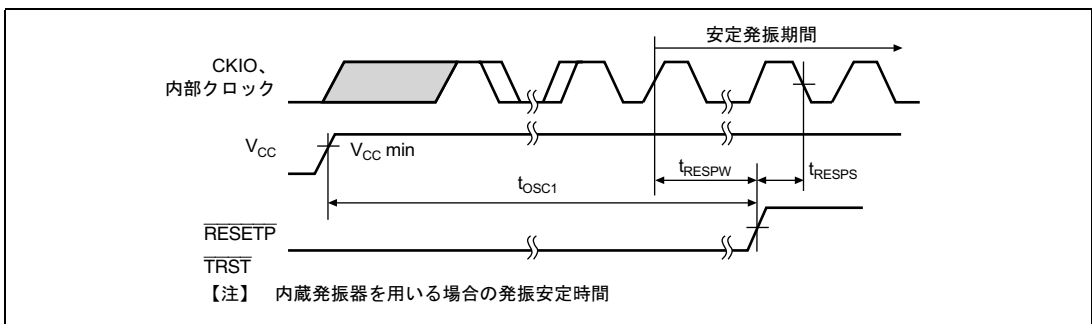 安定発振期間
CKIO、
内部クロック
VCC
VCC min
tRESPW
tRESPS
tOSC1
RESETP
TRST
【注】 内蔵発振器を用いる場合の発振安定時間